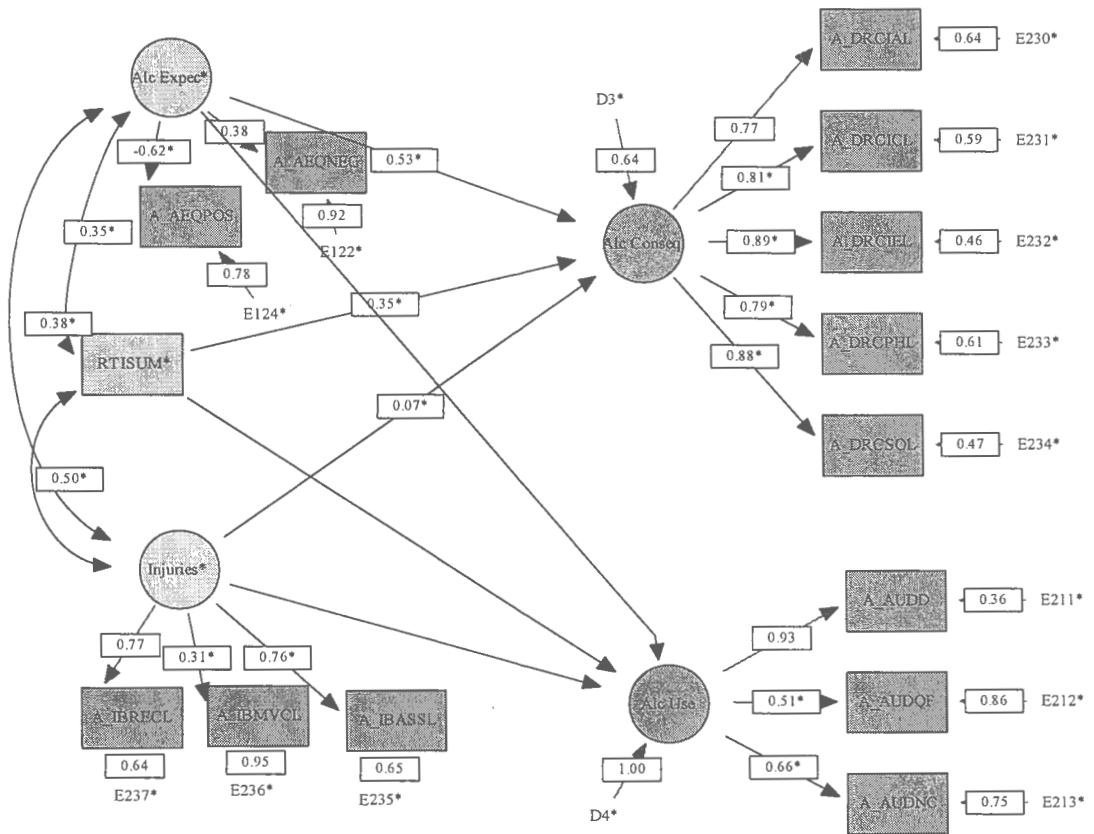 A_DRCIAL
0.64
E230*
Alc Expec*
D3*
0.77
0.38
-0.62*
A_AEQNEG
0.53*
0.64
A_DRCICL
0.59
E231*
0.81*
A_AEQPOS
0.92
0.35*
E122*
Alc Conseq
0.89*
A_DRCIEL
0.46
E232*
0.78
E124*
0.35*
0.79*
0.38*
RTISUM*
A_DRCPHL
0.61
E233*
0.88*
0.07*
A_DRCSOL
0.47
E234*
0.50*
Injuries*
A_AUDD
0.36
E211*
0.77
0.31*
0.76*
0.93
A_IBRECL
A_IBMVCL
A_IBASSL
Alc Use
0.51*
A_AUDQF
0.86
E212*
0.64
0.95
0.65
1.00
0.66*
E237*
E236*
E235*
D4*
A_AUDNC
0.75
E213*